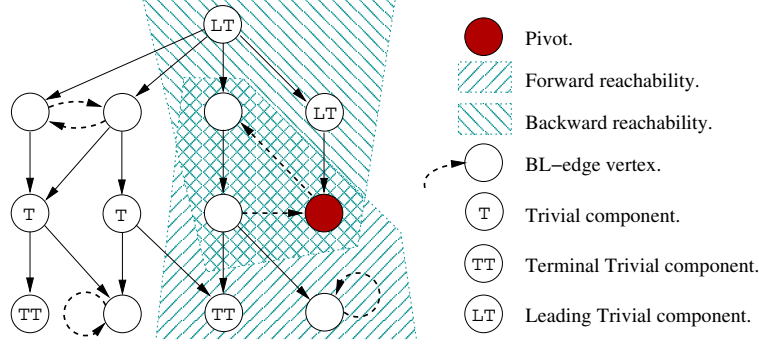 LT
LT
T
T
TT
TT
Pivot.
Forward reachability.
Backward reachability.
BL−edge vertex.
T Trivial component.
TT Terminal Trivial component.
LT Leading Trivial component.